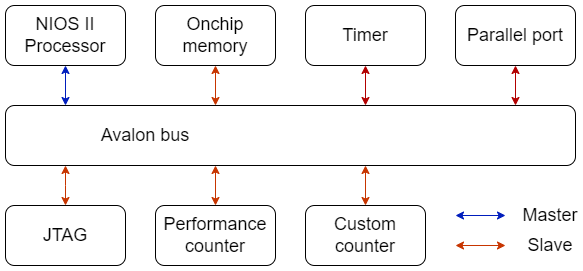 NIOS II
Processor
Onchip
memory
Timer
Parallel port
Avalon bus
JTAG
Performance
counter
Custom
counter
Master
Slave